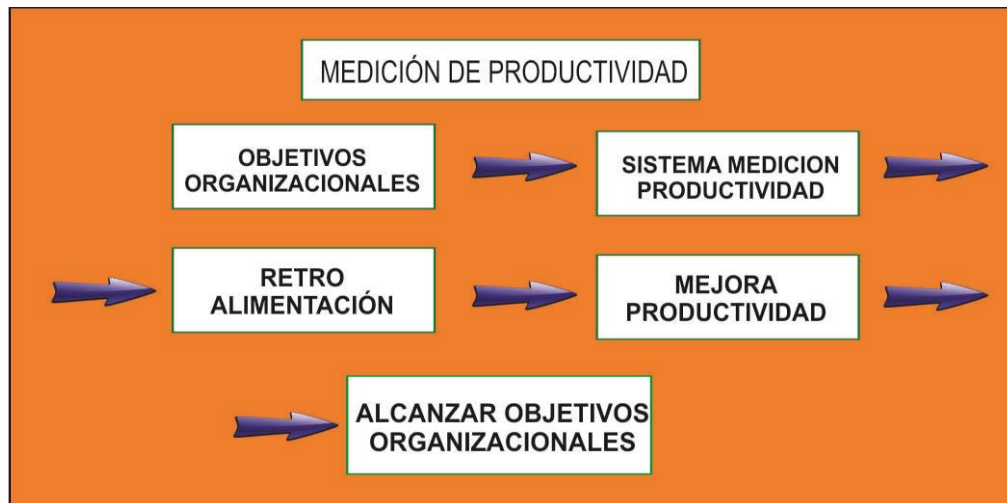 MEDICIÓN DE PRODUCTIVIDAD
OBJETIVOS
ORGANIZACIONALES
SISTEMA MEDICION
PRODUCTIVIDAD
RETRO
ALIMENTACIÓN
MEJORA
PRODUCTIVIDAD
ALCANZAR OBJETIVOS
ORGANIZACIONALES